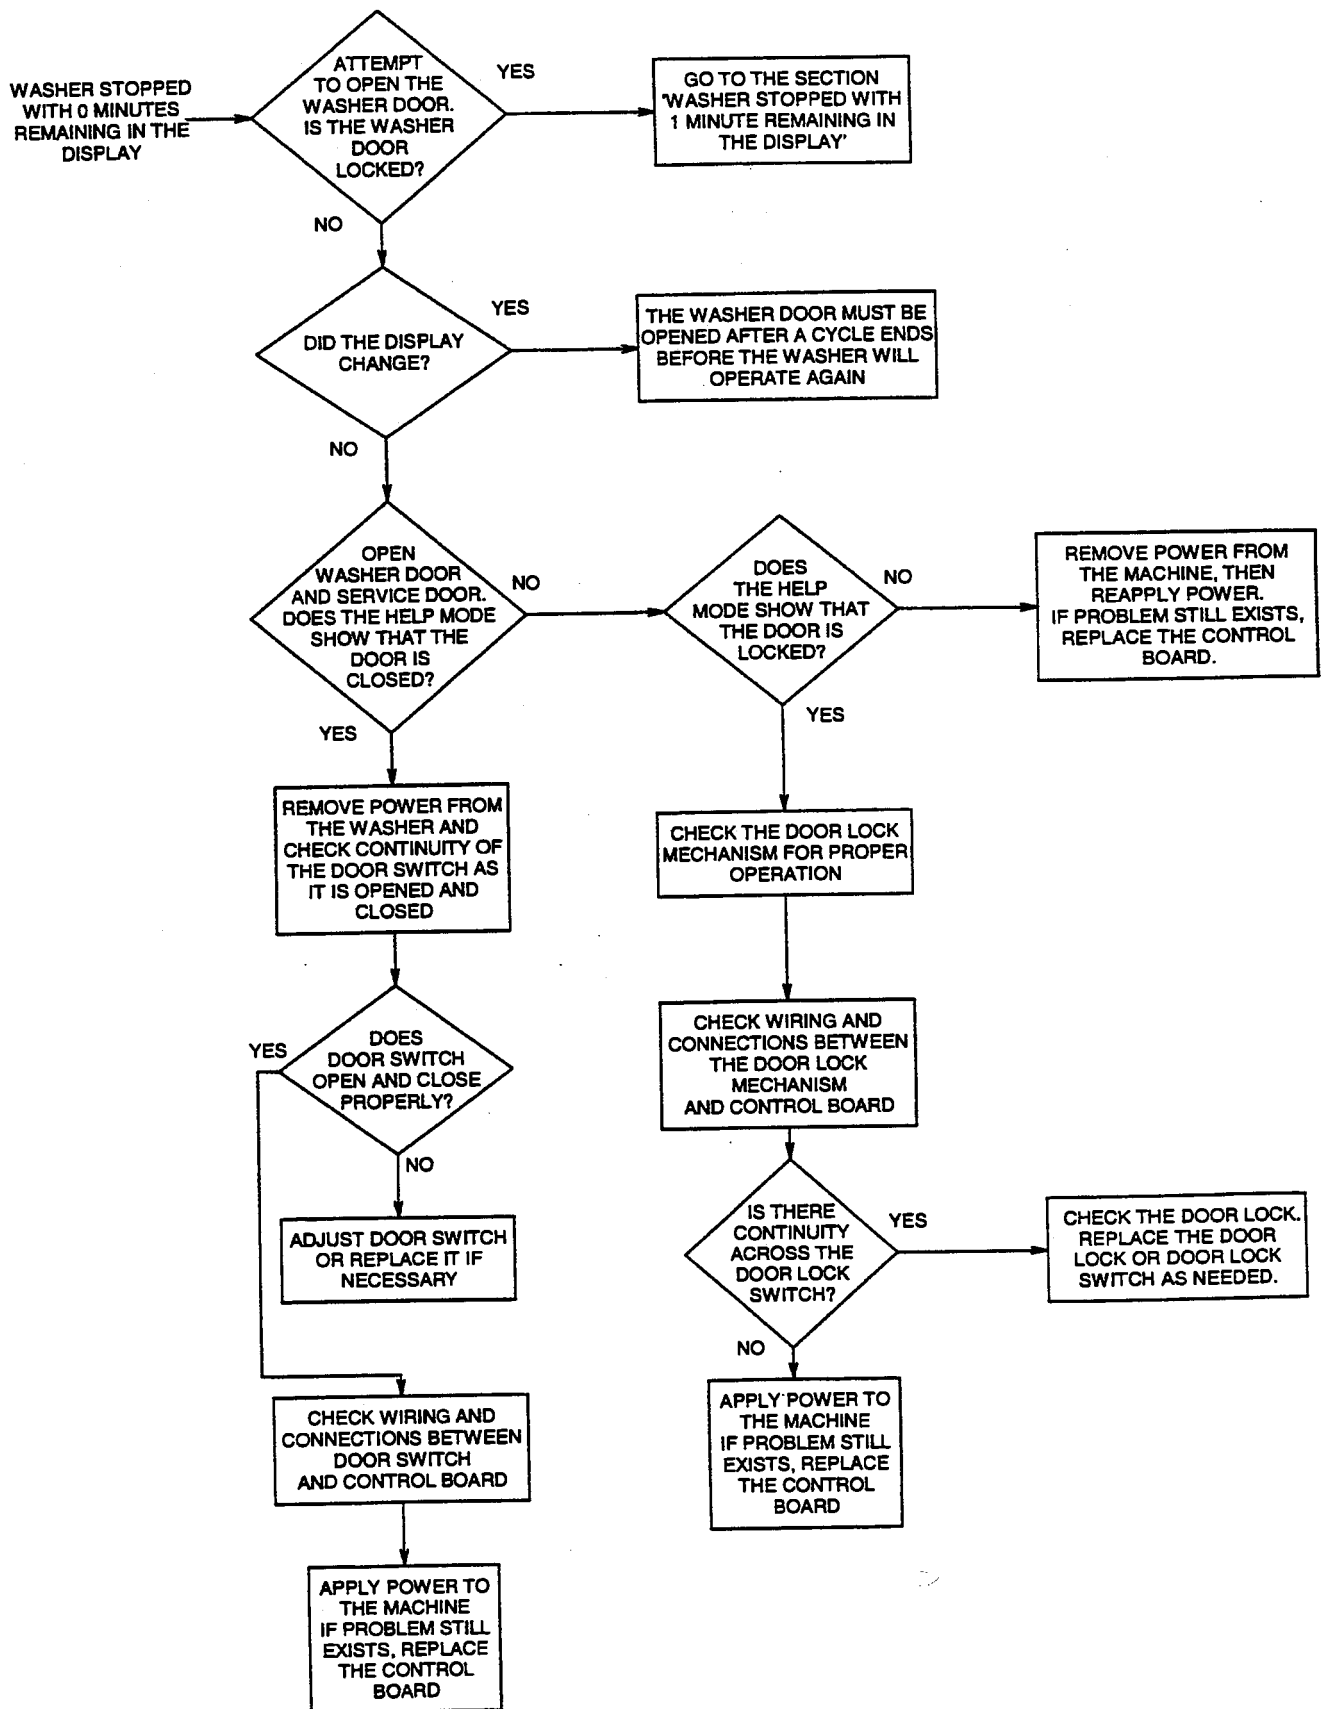 WASHER STOPPED
WITH 0 MINUTES
REMAINING IN THE
DISPLAY
ATTEMPT
TO OPEN THE
WASHER DOOR.
IS THE WASHER
DOOR
LOCKED?
YES
GO TO THE SECTION
'WASHER STOPPED WITH
1 MINUTE REMAINING IN
THE DISPLAY'
NO
DID THE DISPLAY
CHANGE?
YES
THE WASHER DOOR MUST BE
OPENED AFTER A CYCLE ENDS
BEFORE THE WASHER WILL
OPERATE AGAIN
NO
OPEN
WASHER DOOR
AND SERVICE DOOR.
DOES THE HELP MODE
SHOW THAT THE
DOOR IS
CLOSED?
NO
DOES
THE HELP
MODE SHOW THAT
THE DOOR IS
LOCKED?
NO
REMOVE POWER FROM
THE MACHINE, THEN
REAPPLY POWER.
IF PROBLEM STILL EXISTS,
REPLACE THE CONTROL
BOARD.
YES
REMOVE POWER FROM
THE WASHER AND
CHECK CONTINUITY OF
THE DOOR SWITCH AS
IT IS OPENED AND
CLOSED
YES
CHECK THE DOOR LOCK
MECHANISM FOR PROPER
OPERATION
CHECK WIRING AND
CONNECTIONS BETWEEN
THE DOOR LOCK
MECHANISM
AND CONTROL BOARD
YES
DOES
DOOR SWITCH
OPEN AND CLOSE
PROPERLY?
NO
ADJUST DOOR SWITCH
OR REPLACE IT IF
NECESSARY
IS THERE
CONTINUITY
ACROSS THE
DOOR LOCK
SWITCH?
YES
CHECK THE DOOR LOCK.
REPLACE THE DOOR
LOCK OR DOOR LOCK
SWITCH AS NEEDED.
NO
APPLY POWER TO
THE MACHINE
IF PROBLEM STILL
EXISTS, REPLACE
THE CONTROL
BOARD
CHECK WIRING AND
CONNECTIONS BETWEEN
DOOR SWITCH
AND CONTROL BOARD
APPLY POWER TO
THE MACHINE
IF PROBLEM STILL
EXISTS, REPLACE
THE CONTROL
BOARD